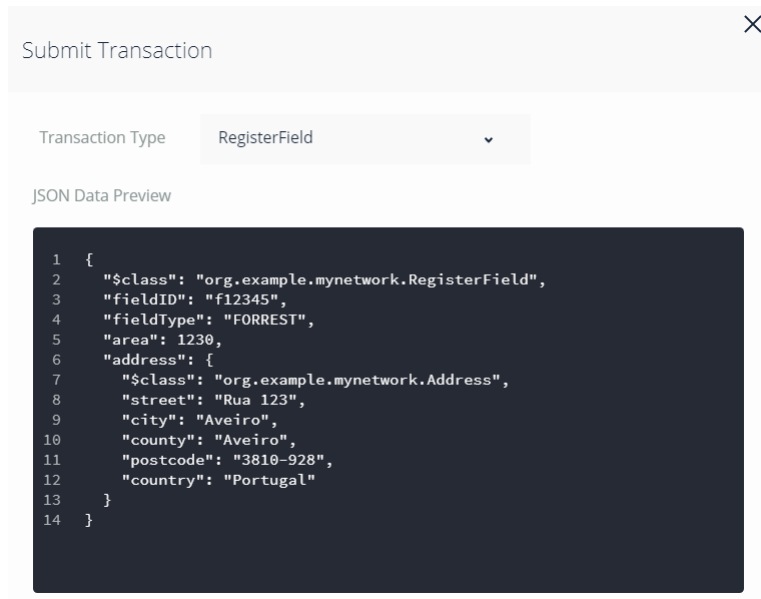 Submit Transaction
Transaction Type RegisterField
JSON Data Preview
1 {
2 "$class": "org.example.mynetwork.RegisterField",
3 "fieldID": "f12345",
4 "fieldType": "FORREST",
5 "area": 1230,
6 "address": {
7 "$class": "org.example.mynetwork.Address",
8 "street": "Rua 123",
9 "city": "Aveiro",
10 "county": "Aveiro",
11 "postcode": "3810-928",
12 "country": "Portugal"
13 }
14 }